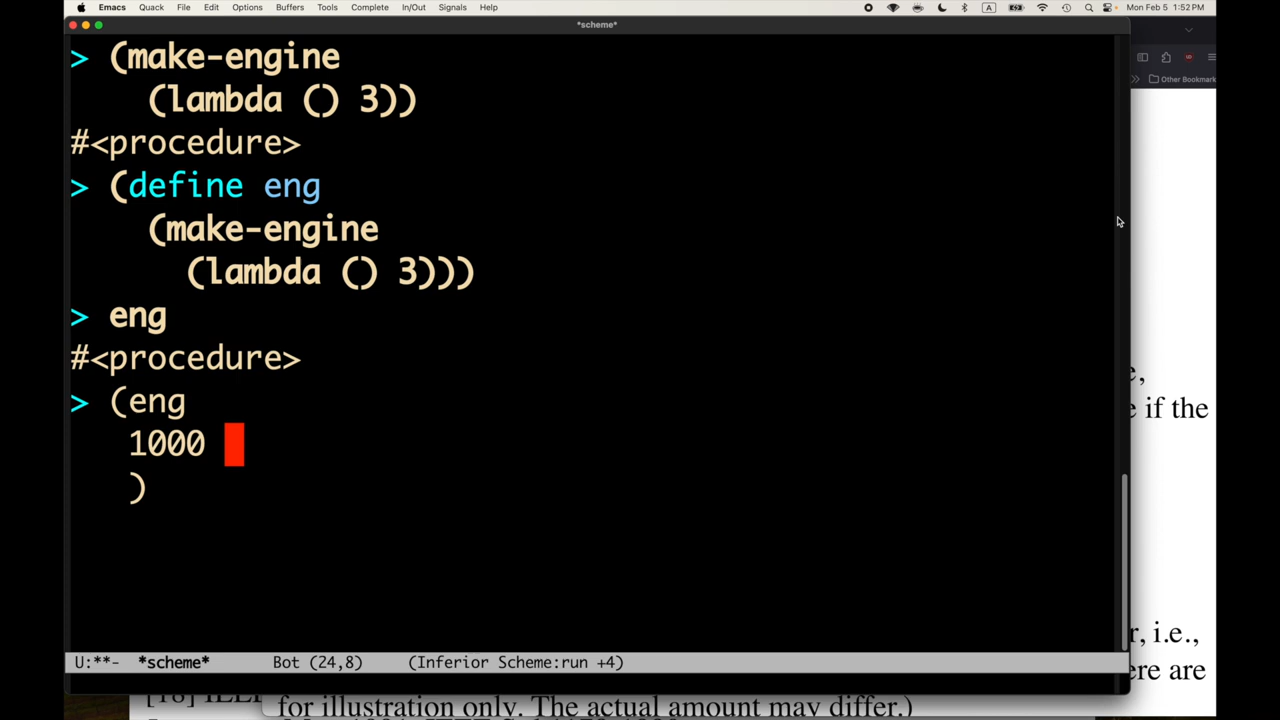 Emacs Quack File Edit Options Buffers Tools Complete In/Out Signals Help A Mon Feb 5 1:52 PM
*scheme*
> (make-engine
(lambda () 3))
#<procedure>
> (define eng
(make-engine
(lambda () 3)))
> eng
#<procedure>
> (eng
1000
)
Other Bookmark
e,
e if the
r, i.e.,
ere are
U:**- *scheme* Bot (24,8) (Inferior Scheme:run +4)
for illustration only. The actual amount may differ.)